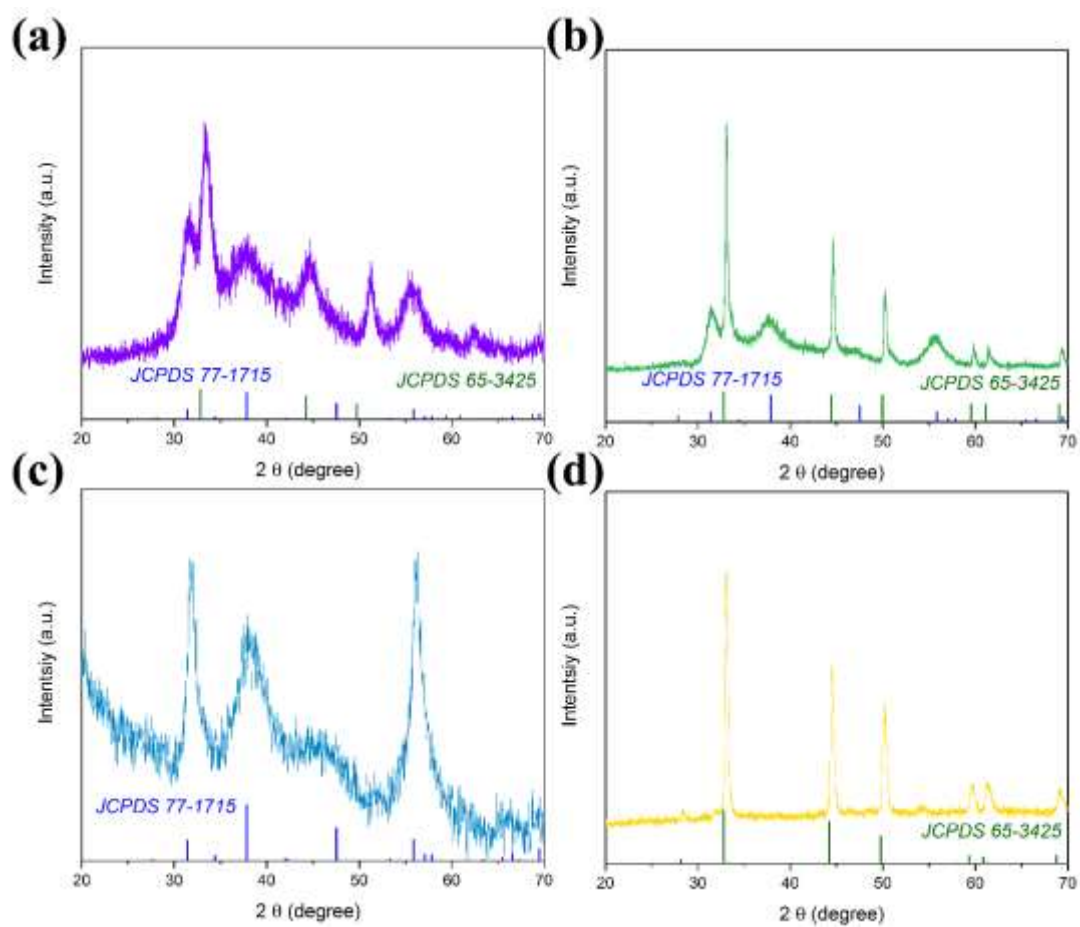 (a)
Intensity (a.u.)
JCPDS 77-1715
JCPDS 65-3425
20 30 40 50 60 70
2 θ (degree)
(b)
Intensity (a.u.)
JCPDS 77-1715
JCPDS 65-3425
20 30 40 50 60 70
2 θ (degree)
(c)
Intentsiy (a.u.)
JCPDS 77-1715
20 30 40 50 60 70
2 θ (degree)
(d)
Intentsiy (a.u.)
JCPDS 65-3425
20 30 40 50 60 70
2 θ (degree)